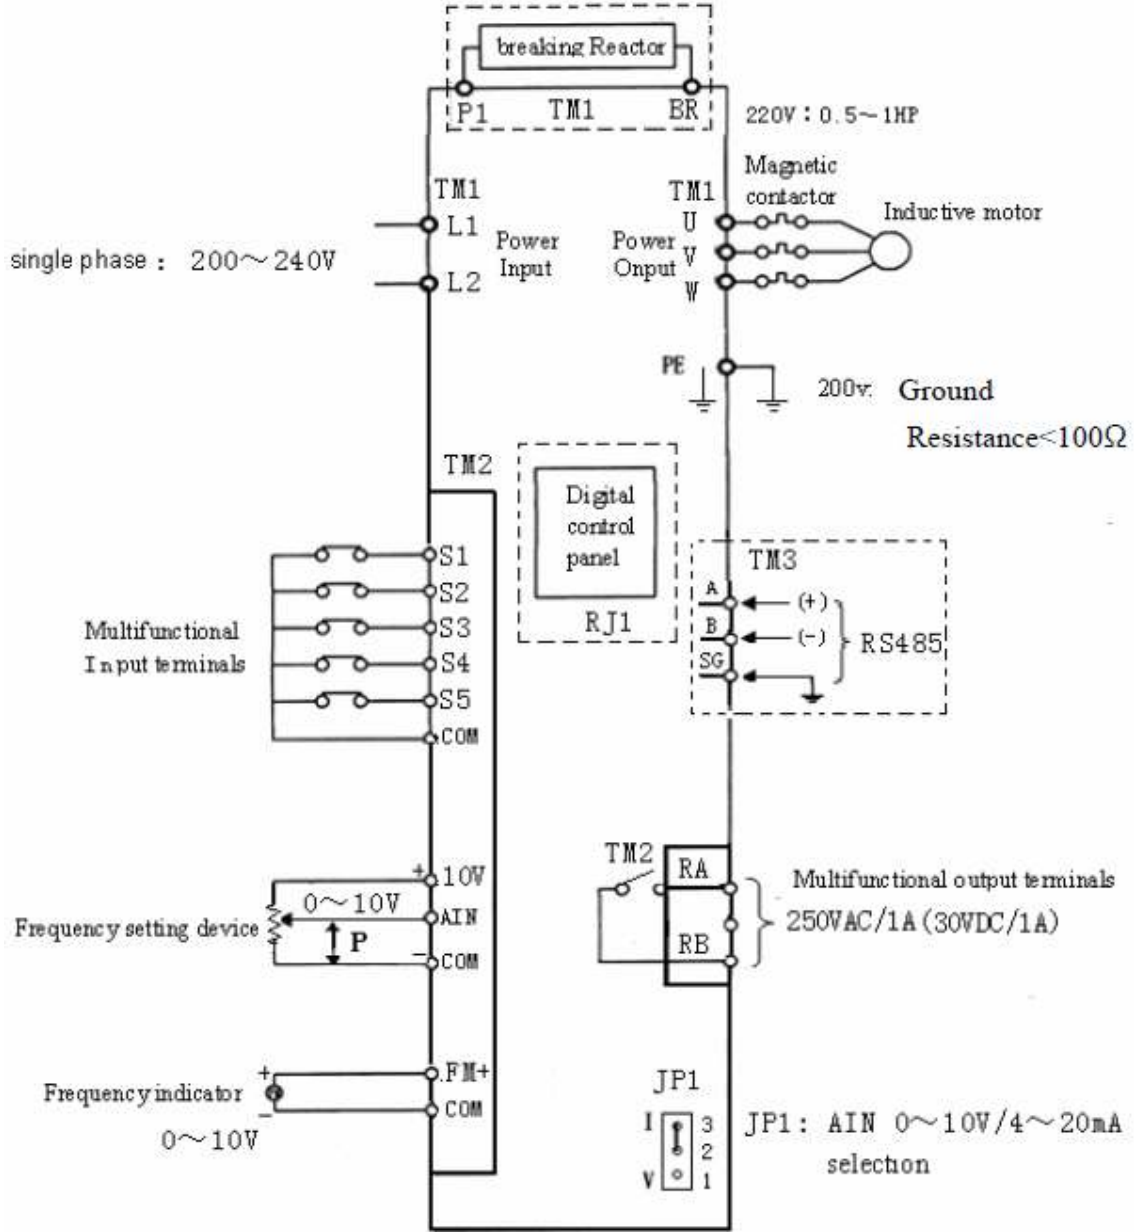 breaking Reactor
P1 TM1 BR
220V：0.5～1HP
TM1
L1
Power
Input
L2
single phase： 200～240V
TM1
U
Power
Onput
V
W
Magnetic
contactor
Inductive motor
PE
200v: Ground
Resistance<100Ω
TM2
Digital
control
panel
RJ1
S1
S2
S3
S4
S5
COM
Multifunctional
Input terminals
TM3
A (+)
B (-)
SG
RS485
+ 10V
0～10V
AIN
P
- COM
Frequency setting device
TM2
RA
RB
Multifunctional output terminals
250VAC/1A(30VDC/1A)
+ FM+
- COM
Frequency indicator
0～10V
JP1
I 3
2
V 1
JP1: AIN 0～10V/4～20mA
selection